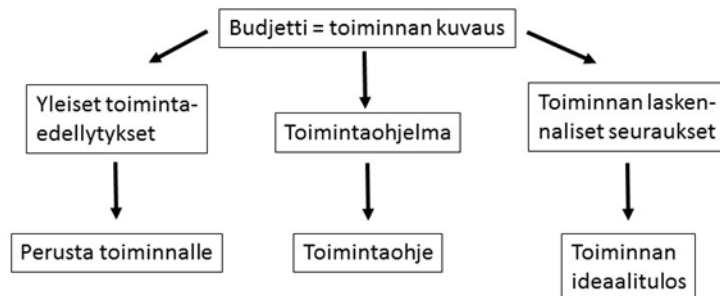 Budjetti = toiminnan kuvaus
Yleiset toiminta-
edellytykset
Toimintaohjelma
Toiminnan lasken-
naliset seuraukset
Perusta toiminnalle
Toimintaohje
Toiminnan
ideaalitulos